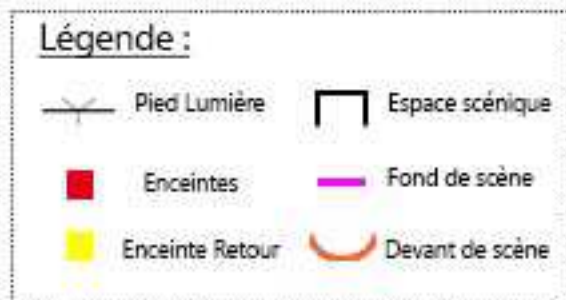 Légende :
Pied Lumière
Espace scénique
Enceintes
Fond de scène
Enceinte Retour
Devant de scène